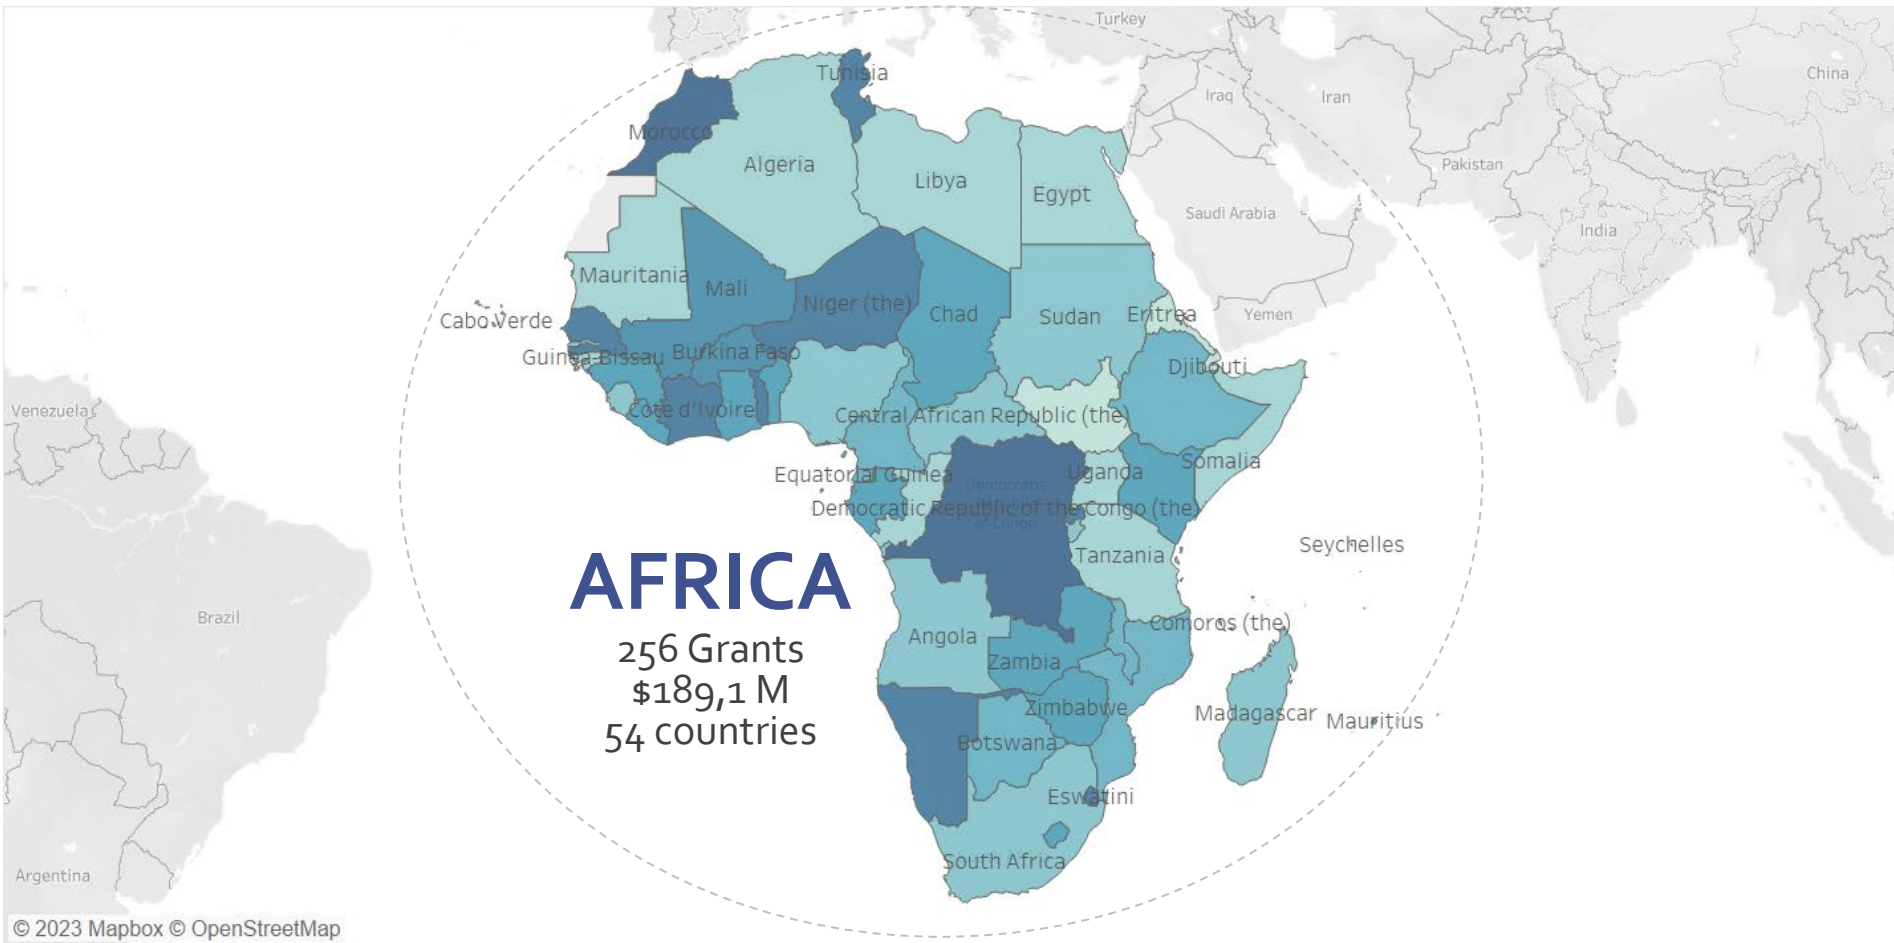 Turkey
Tunisia
China
Iraq
Iran
Morocco
Algeria
Pakistan
Libya
Egypt
Saudi Arabia
India
Mauritania
Mali
Niger (the)
Chad
Sudan
Eritrea
Yemen
Cabo Verde
Guinea-Bissau
Burkina Faso
Djibouti
Venezuela
Côte d'Ivoire
Central African Republic (the)
Somalia
Uganda
Equatorial Guinea
Democratic
Democratic Republic of the Congo (the)
of Congo
Seychelles
Tanzania
AFRICA
Brazil
Comoros (the)
Angola
256 Grants
Zambia
$189,1 M
Zimbabwe
Madagascar
Mauritius
54 countries
Botswana
Eswatini
South Africa
Argentina
© 2023 Mapbox © OpenStreetMap